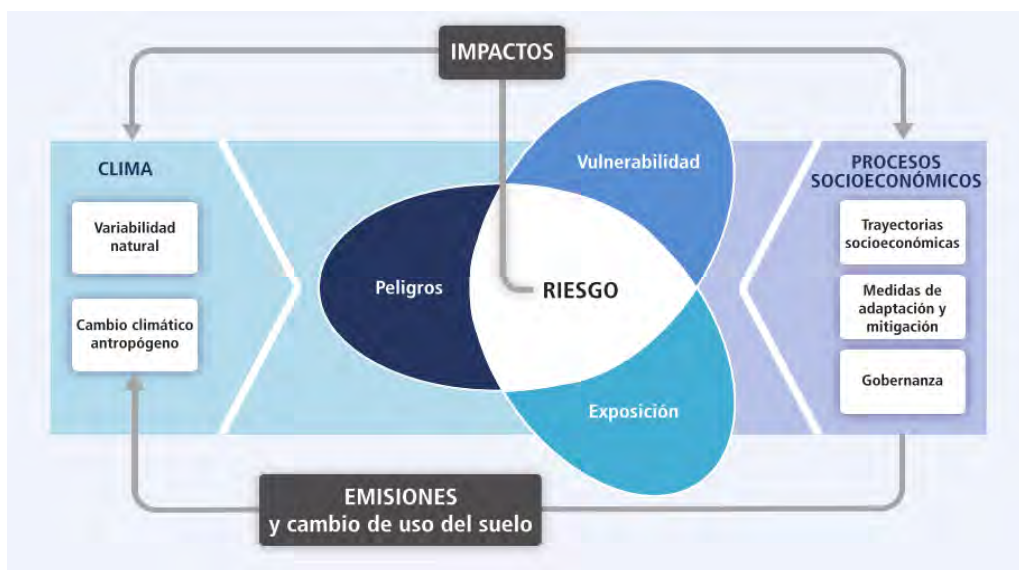 IMPACTOS
CLIMA
Variabilidad
natural
Cambio climático
antropógeno
Peligros
RIESGO
Vulnerabilidad
Exposición
PROCESOS
SOCIOECONÓMICOS
Trayectorias
socioeconómicas
Medidas de
adaptación y
mitigación
Gobernanza
EMISIONES
y cambio de uso del suelo